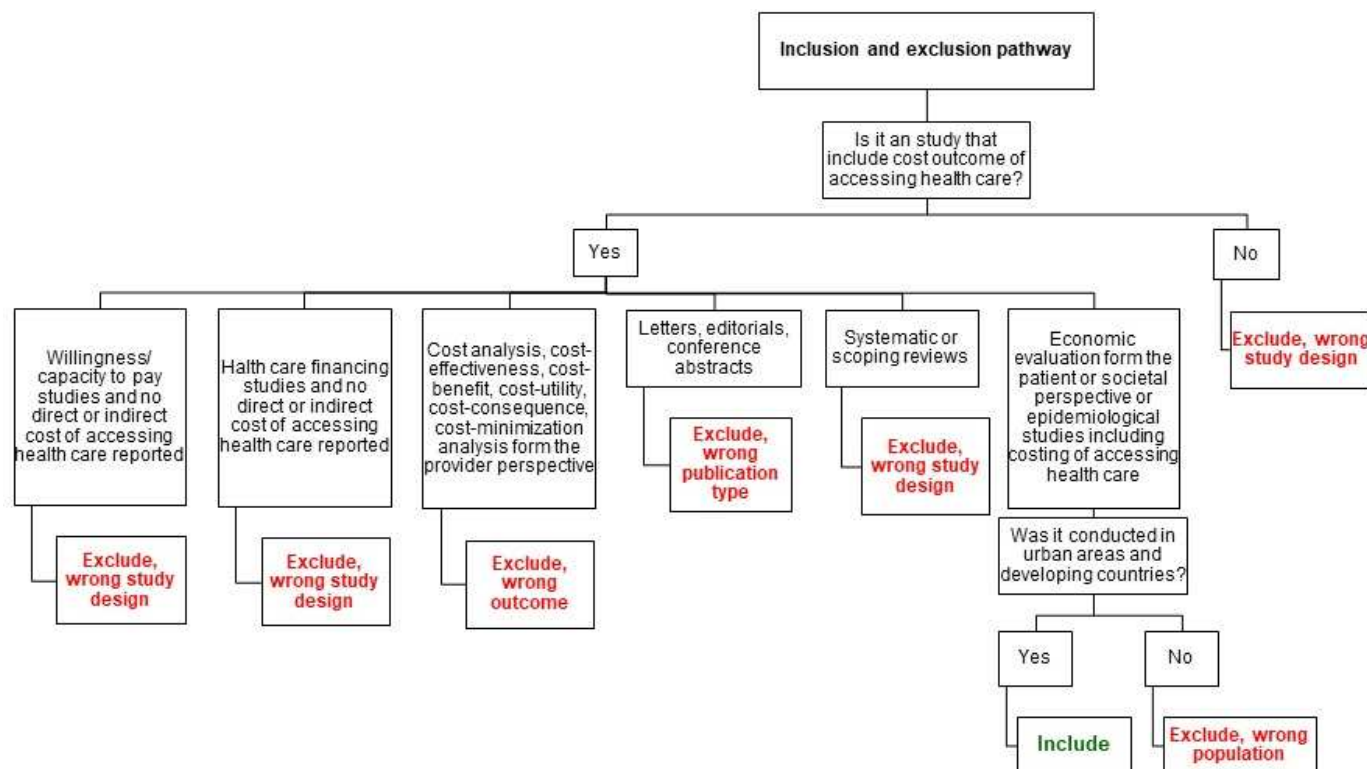 Inclusion and exclusion pathway
Is it an study that
include cost outcome of
accessing health care?
Yes
No
Willingness/
capacity to pay
studies and no
direct or indirect
cost of accessing
health care reported
Halth care financing
studies and no
direct or indirect
cost of accessing
health care reported
Cost analysis, cost-
effectiveness, cost-
benefit, cost-utility,
cost-consequence,
cost-minimization
analysis form the
provider perspective
Letters, editorials,
conference
abstracts
Systematic or
scoping reviews
Economic
evaluation form the
patient or societal
perspective or
epidemiological
studies including
costing of accessing
health care
Exclude, wrong
study design
Exclude,
wrong study
design
Exclude,
wrong study
design
Exclude,
wrong
outcome
Exclude,
wrong
publication
type
Exclude,
wrong study
design
Was it conducted in
urban areas and
developing countries?
Yes
No
Include
Exclude, wrong
population